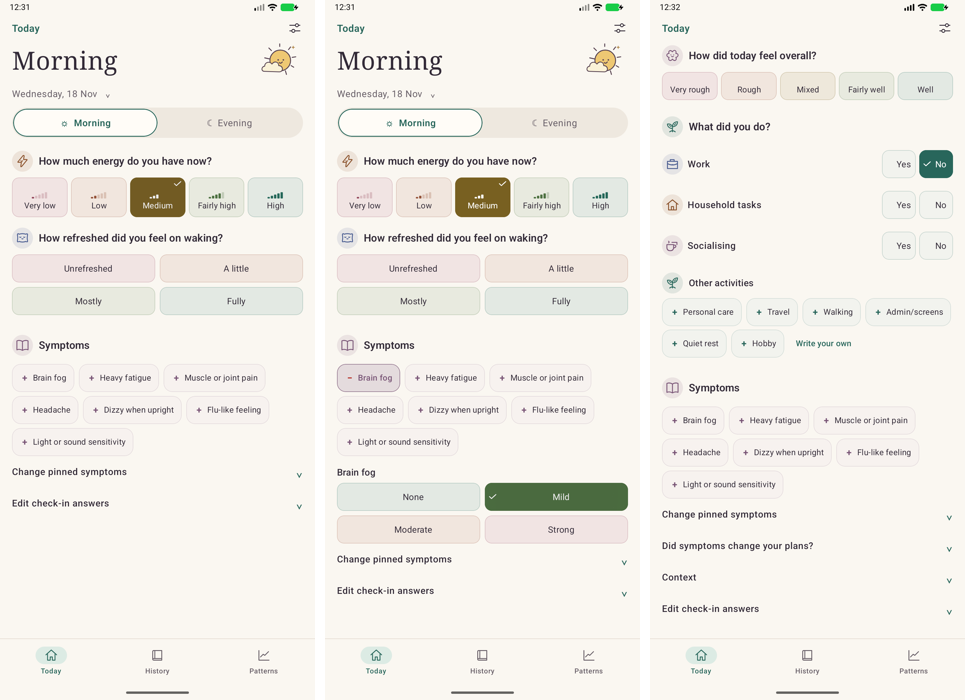 12:31
Today
Morning
Wednesday, 18 Nov
Morning
Evening
How much energy do you have now?
Very low
Low
Medium
Fairly high
High
How refreshed did you feel on waking?
Unrefreshed
A little
Mostly
Fully
Symptoms
+ Brain fog
+ Heavy fatigue
+ Muscle or joint pain
+ Headache
+ Dizzy when upright
+ Flu-like feeling
+ Light or sound sensitivity
Change pinned symptoms
Edit check-in answers
Today
History
Patterns
12:31
Today
Morning
Wednesday, 18 Nov
Morning
Evening
How much energy do you have now?
Very low
Low
Medium
Fairly high
High
How refreshed did you feel on waking?
Unrefreshed
A little
Mostly
Fully
Symptoms
− Brain fog
+ Heavy fatigue
+ Muscle or joint pain
+ Headache
+ Dizzy when upright
+ Flu-like feeling
+ Light or sound sensitivity
Brain fog
None
Mild
Moderate
Strong
Change pinned symptoms
Edit check-in answers
Today
History
Patterns
12:32
Today
How did today feel overall?
Very rough
Rough
Mixed
Fairly well
Well
What did you do?
Work
Yes
No
Household tasks
Yes
No
Socialising
Yes
No
Other activities
+ Personal care
+ Travel
+ Walking
+ Admin/screens
+ Quiet rest
+ Hobby
Write your own
Symptoms
+ Brain fog
+ Heavy fatigue
+ Muscle or joint pain
+ Headache
+ Dizzy when upright
+ Flu-like feeling
+ Light or sound sensitivity
Change pinned symptoms
Did symptoms change your plans?
Context
Edit check-in answers
Today
History
Patterns